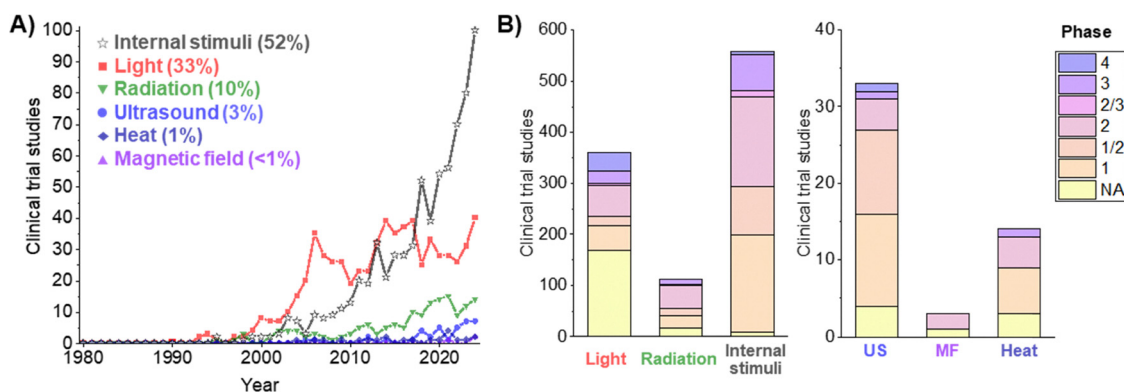 A)
Clinical trial studies
100
90
80
70
60
50
40
30
20
10
0
Internal stimuli (52%)
Light (33%)
Radiation (10%)
Ultrasound (3%)
Heat (1%)
Magnetic field (<1%)
1980 1990 2000 2010 2020
Year
B)
Clinical trial studies
600
500
400
300
200
100
0
Light Radiation Internal
stimuli
Clinical trial studies
40
30
20
10
0
US MF Heat
Phase
4
3
2/3
2
1/2
1
NA